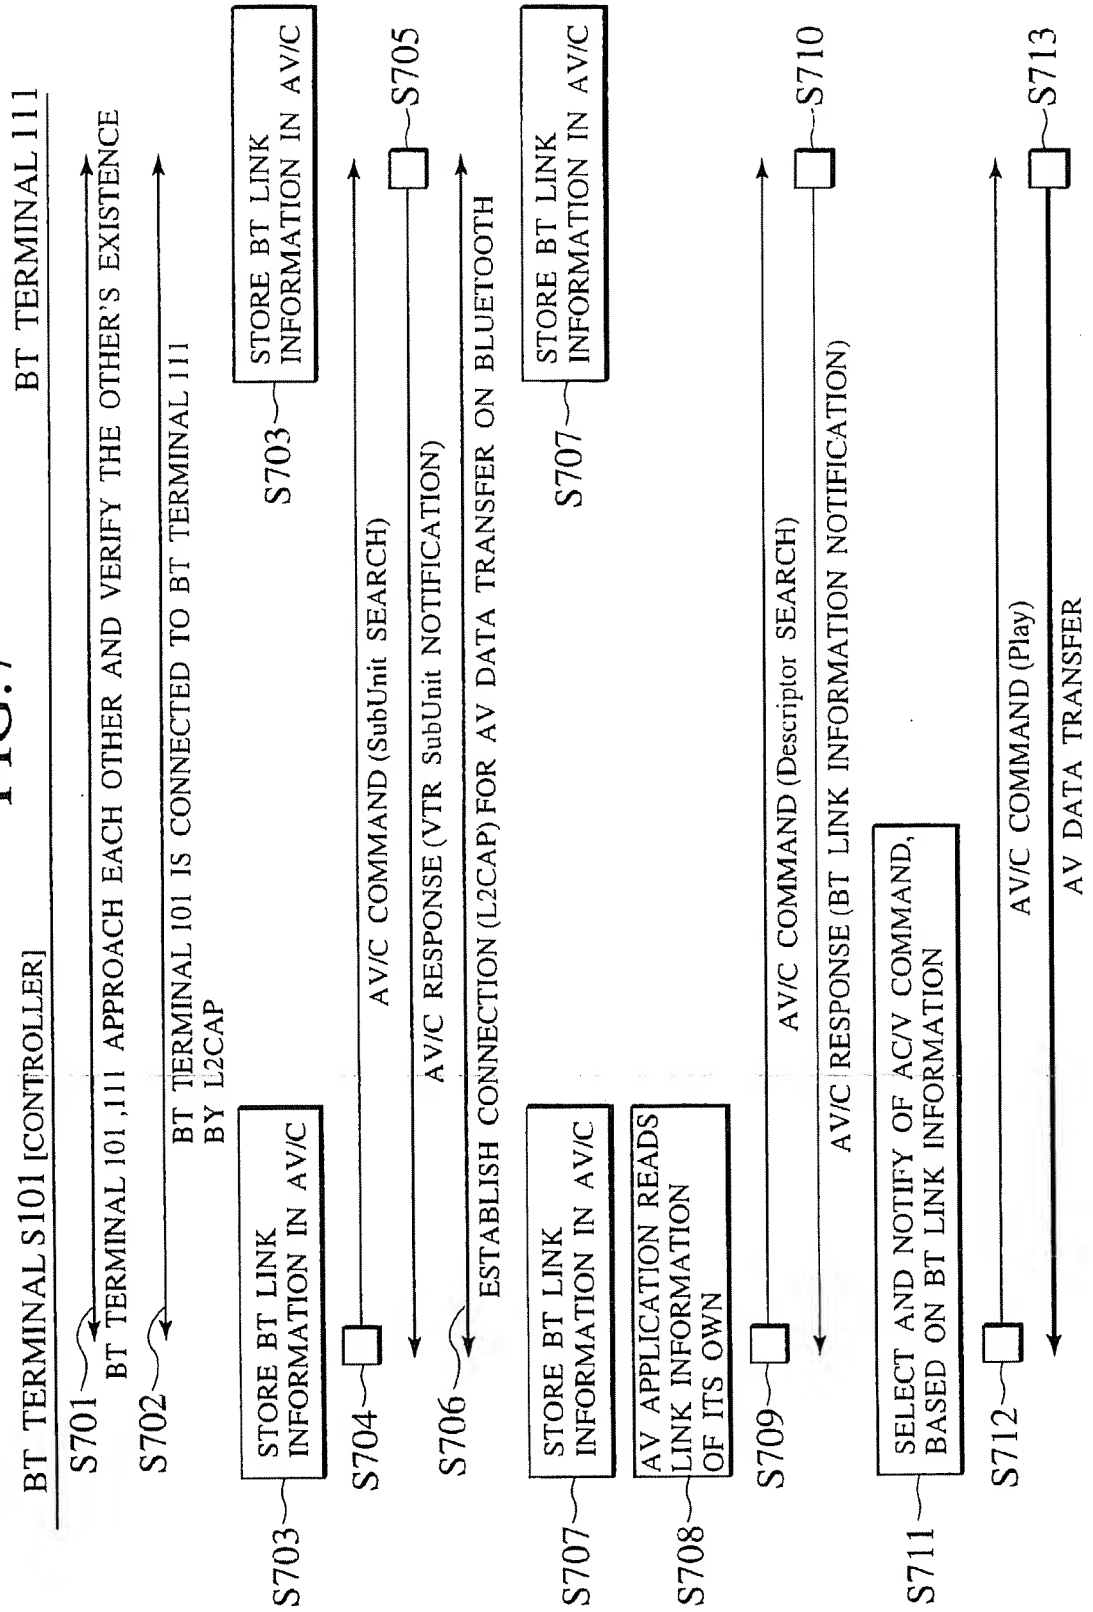 FIG. 7
BT TERMINAL S101 [CONTROLLER]
BT TERMINAL 111
S701
BT TERMINAL 101,111 APPROACH EACH OTHER AND VERIFY THE OTHER'S EXISTENCE
S702
BT TERMINAL 101 IS CONNECTED TO BT TERMINAL 111
BY L2CAP
S703
STORE BT LINK
INFORMATION IN AV/C
S703
STORE BT LINK
INFORMATION IN AV/C
S704
AV/C COMMAND (SubUnit SEARCH)
S705
AV/C RESPONSE (VTR SubUnit NOTIFICATION)
S706
ESTABLISH CONNECTION (L2CAP) FOR AV DATA TRANSFER ON BLUETOOTH
S707
STORE BT LINK
INFORMATION IN AV/C
S707
STORE BT LINK
INFORMATION IN AV/C
S708
AV APPLICATION READS
LINK INFORMATION
OF ITS OWN
S709
AV/C COMMAND (Descriptor SEARCH)
S710
AV/C RESPONSE (BT LINK INFORMATION NOTIFICATION)
S711
SELECT AND NOTIFY OF AC/V COMMAND,
BASED ON BT LINK INFORMATION
S712
AV/C COMMAND (Play)
S713
AV DATA TRANSFER